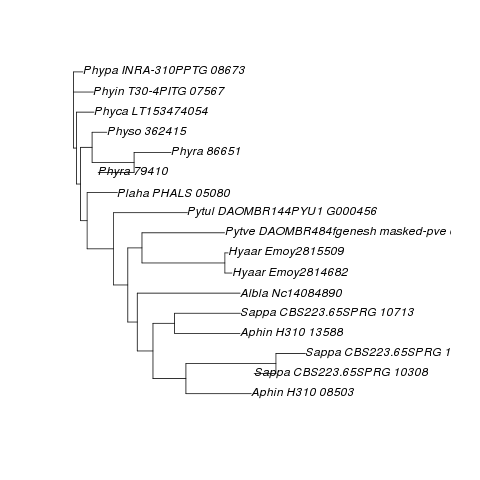 Phypa INRA-310PPTG 08673
Phyin T30-4PITG 07567
Phyca LT153474054
Physo 362415
Phyra 86651
Phyra 79410
Plaha PHALS 05080
Pytul DAOMBR144PYU1 G000456
Pytve DAOMBR484fgenesh masked-pve
Hyaar Emoy2815509
Hyaar Emoy2814682
Albla Nc14084890
Sappa CBS223.65SPRG 10713
Aphin H310 13588
Sappa CBS223.65SPRG 1
Sappa CBS223.65SPRG 10308
Aphin H310 08503